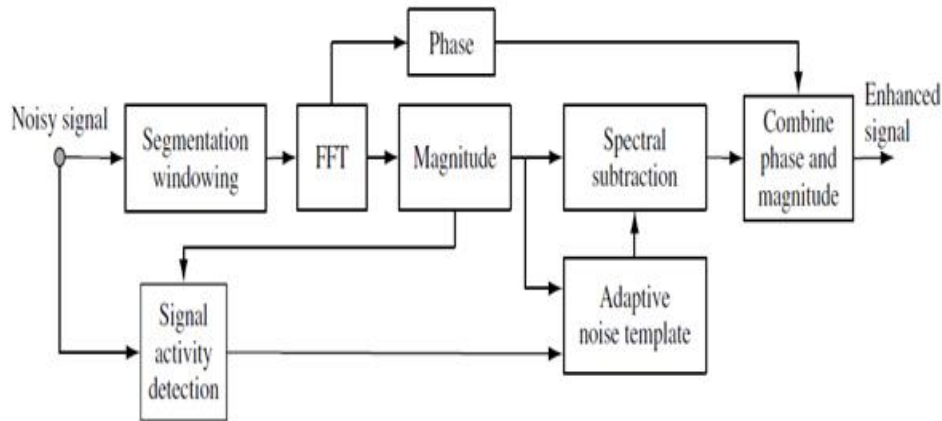 Phase
Noisy signal
Segmentation
windowing
FFT
Magnitude
Spectral
subtraction
Combine
phase and
magnitude
Enhanced
signal
Signal
activity
detection
Adaptive
noise template